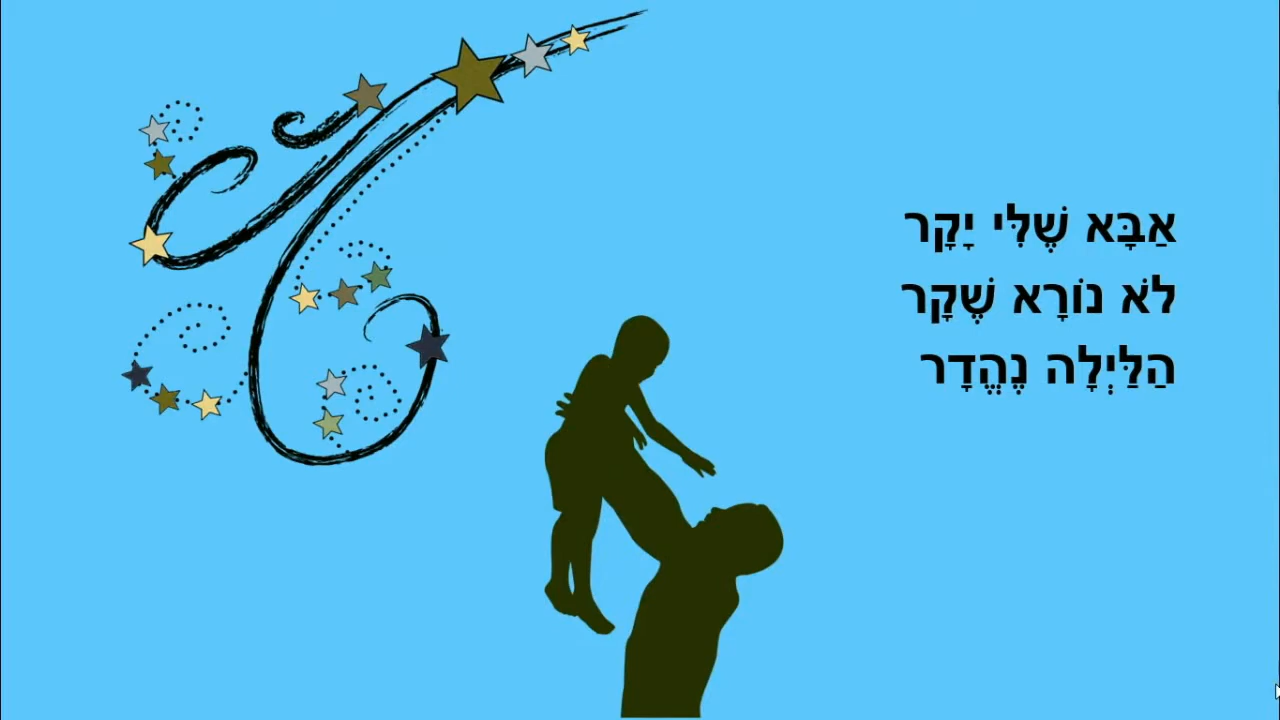 אַבָּא שֶׁלִּי יָקָר
לֹא נוֹרָא שֶׁקָּר
הַלַּיְלָה נֶהֱדָר